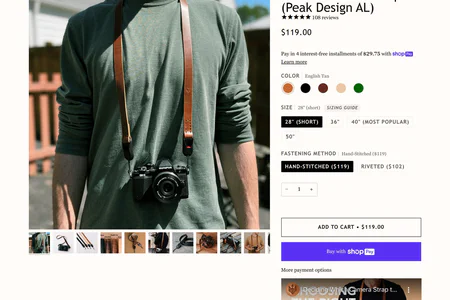 (Peak Design AL)
★★★★★ 108 reviews
$119.00
Pay in 4 interest-free installments of $29.75 with shop Pay
Learn more
COLOR English Tan
SIZE 28" (short) SIZING GUIDE
28" (SHORT) 36" 40" (MOST POPULAR)
50"
FASTENING METHOD Hand-Stitched ($119)
HAND-STITCHED ($119) RIVETED ($102)
- 1 +
ADD TO CART • $119.00
Buy with shop Pay
More payment options
Camera Strap t...